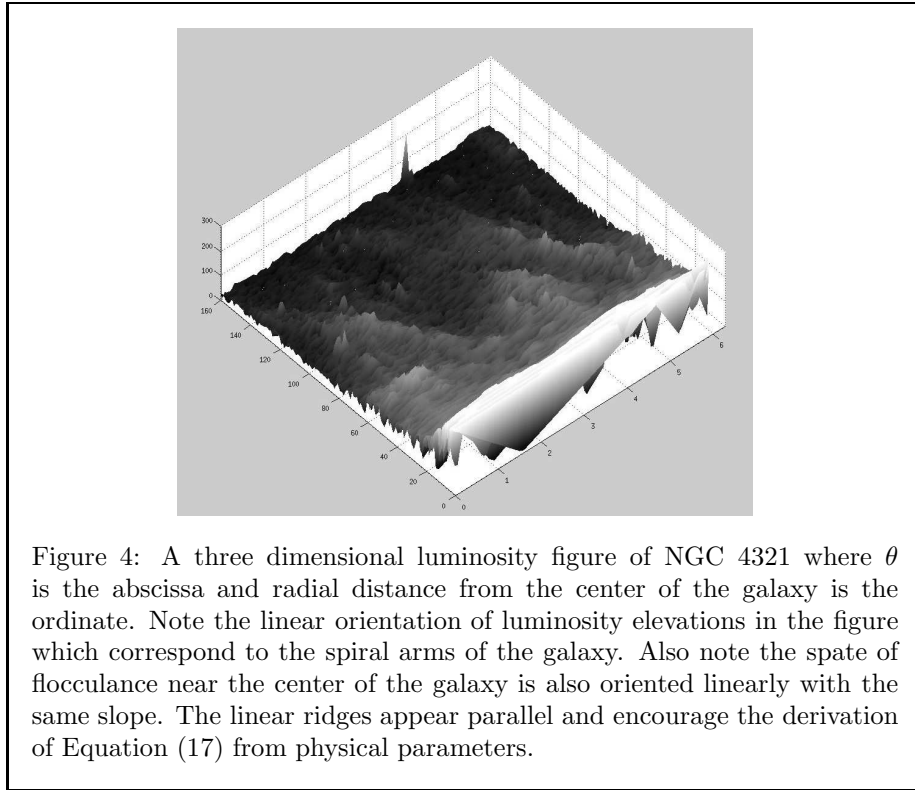 300
200
100
0
160
140
120
100
80
60
40
20
0
0
1
2
3
4
5
6
Figure 4: A three dimensional luminosity figure of NGC 4321 where θ
is the abscissa and radial distance from the center of the galaxy is the
ordinate. Note the linear orientation of luminosity elevations in the figure
which correspond to the spiral arms of the galaxy. Also note the spate of
flocculance near the center of the galaxy is also oriented linearly with the
same slope. The linear ridges appear parallel and encourage the derivation
of Equation (17) from physical parameters.